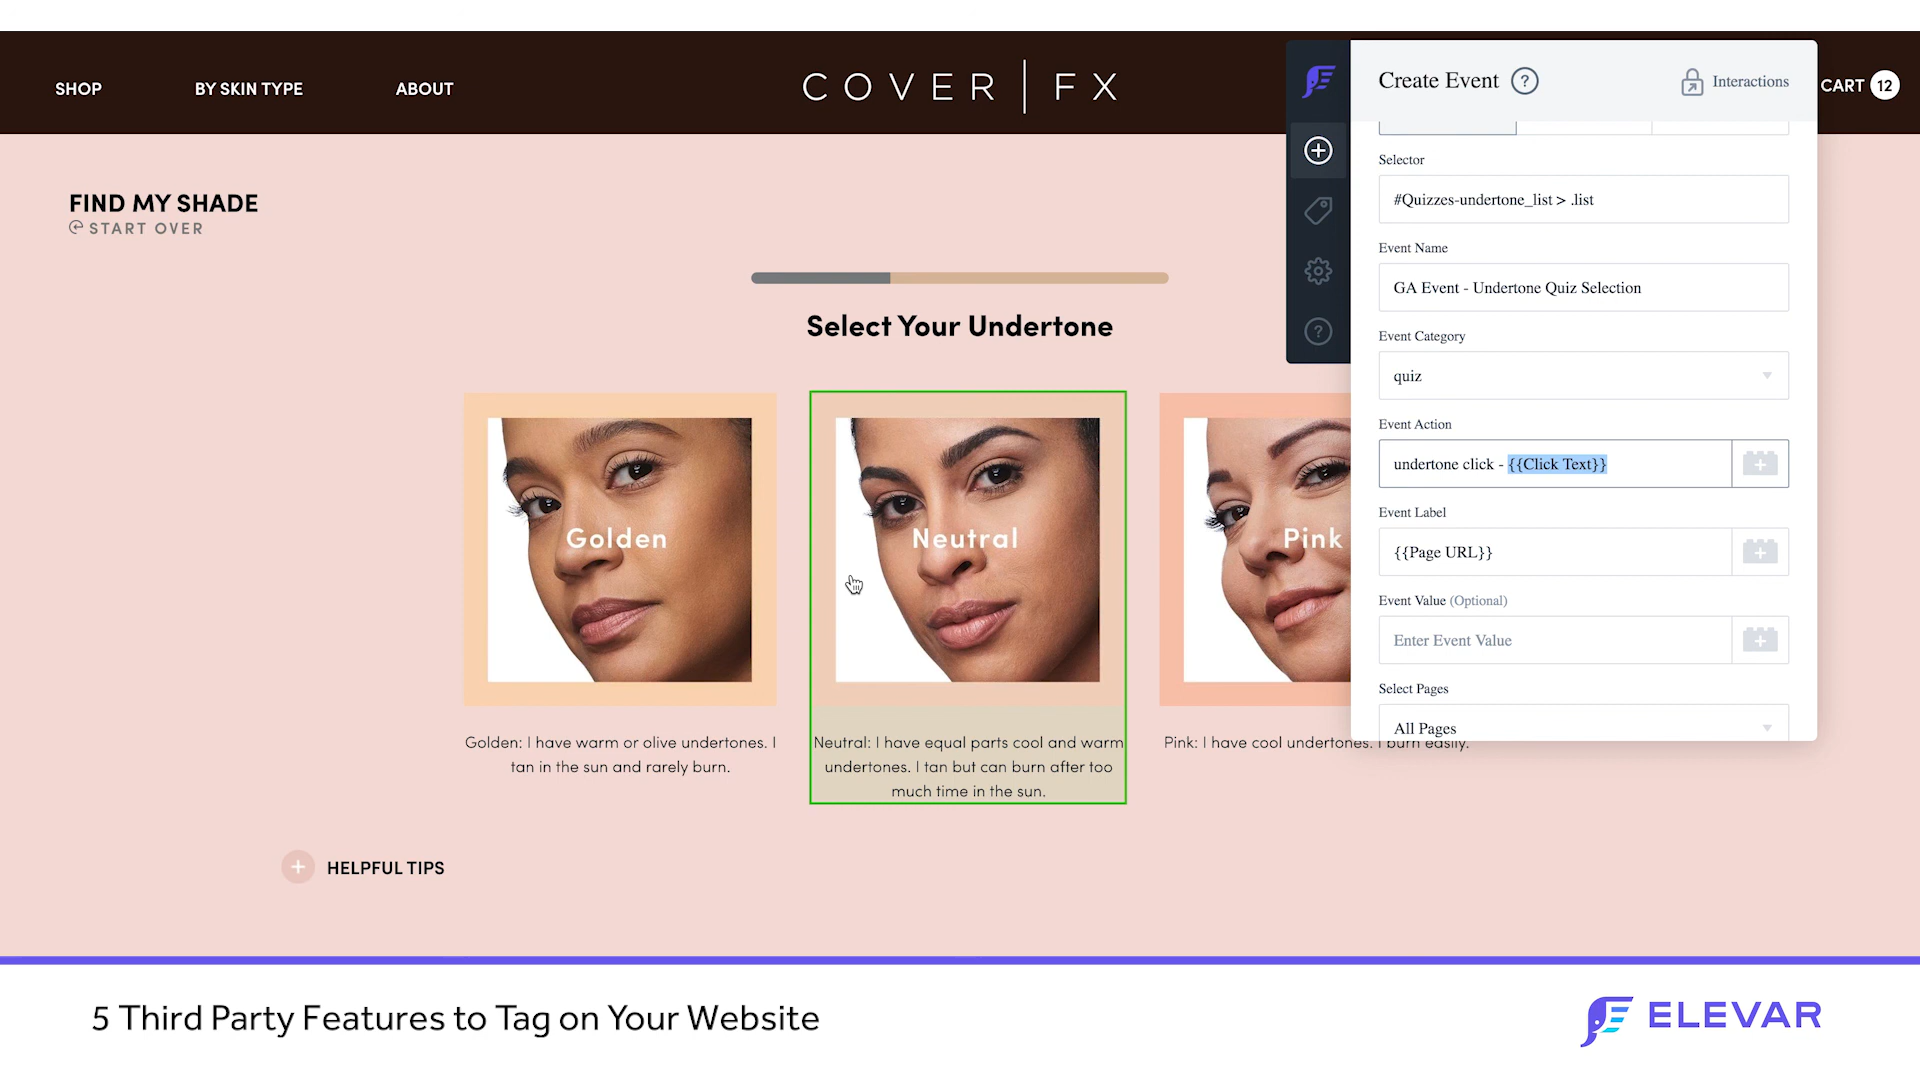 SHOP
BY SKIN TYPE
ABOUT
COVER | FX
CART 12
FIND MY SHADE
START OVER
Select Your Undertone
Golden
Neutral
Pink
Golden: I have warm or olive undertones. I
tan in the sun and rarely burn.
Neutral: I have equal parts cool and warm
undertones. I tan but can burn after too
much time in the sun.
Pink: I have cool undertones. I burn easily.
HELPFUL TIPS
Create Event ?
Interactions
Selector
#Quizzes-undertone_list > .list
Event Name
GA Event - Undertone Quiz Selection
Event Category
quiz
Event Action
undertone click - {{Click Text}}
Event Label
{{Page URL}}
Event Value (Optional)
Enter Event Value
Select Pages
All Pages
5 Third Party Features to Tag on Your Website
ELEVAR